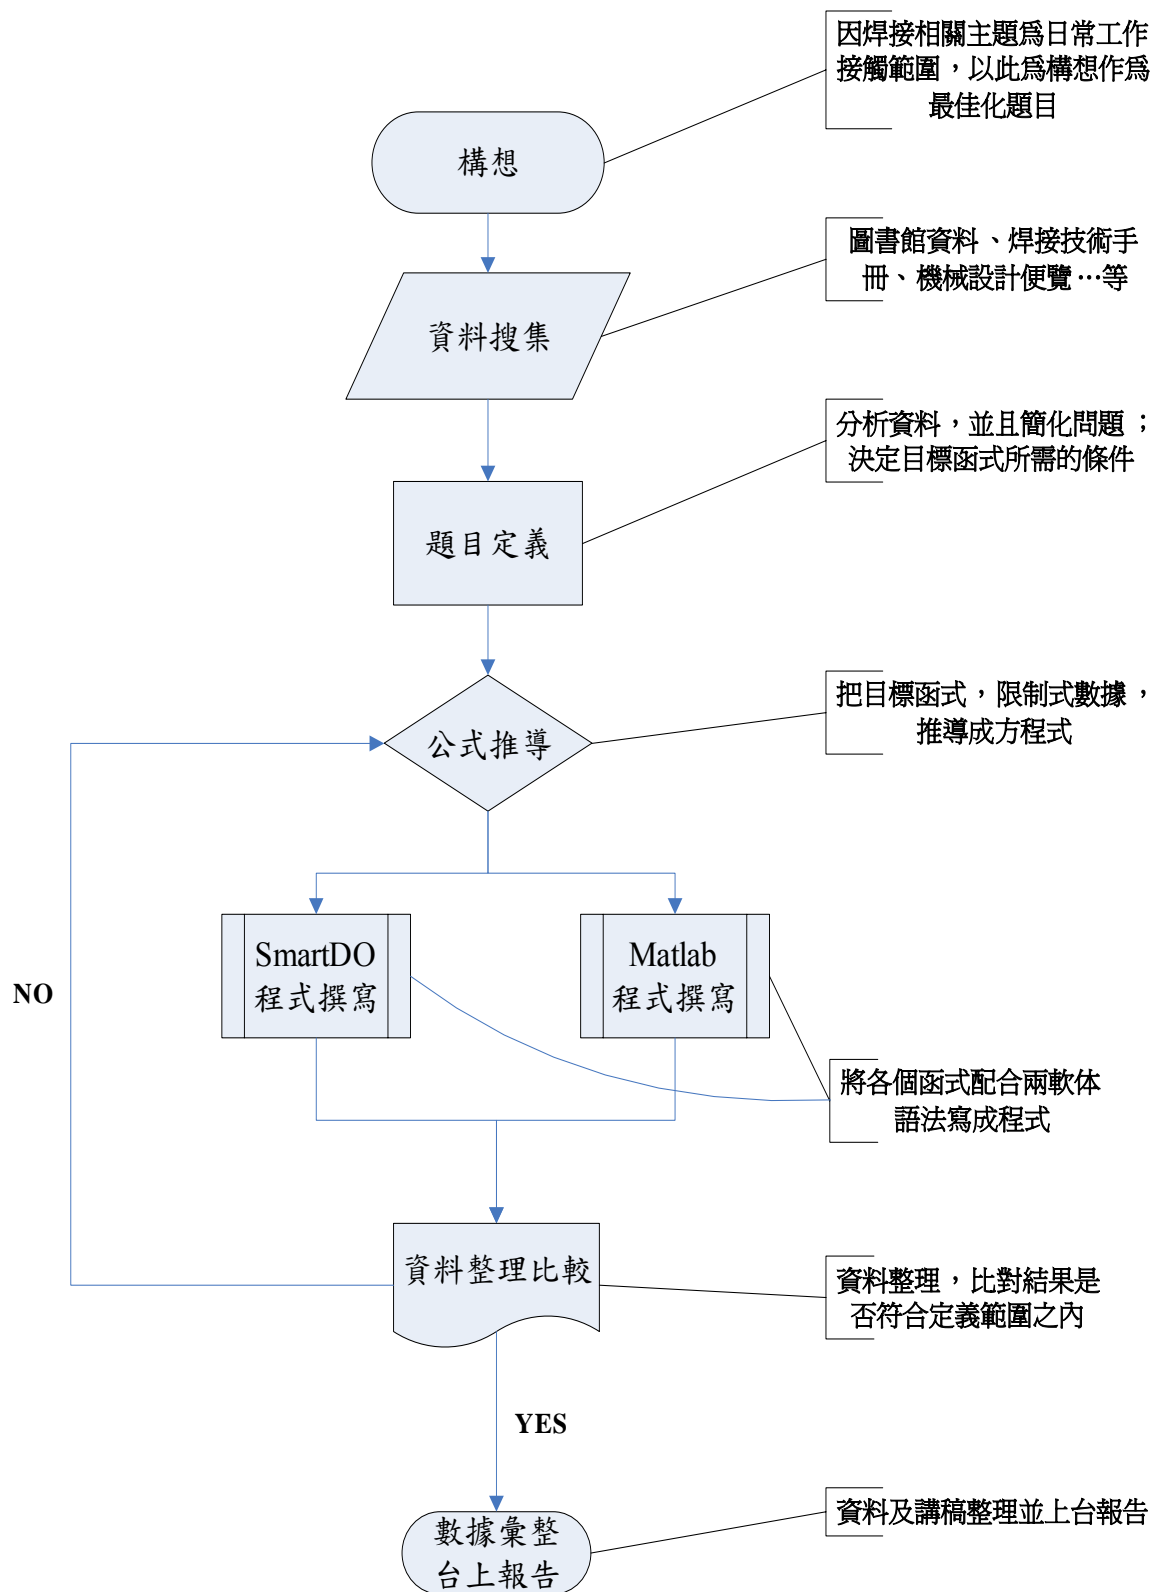 因焊接相關主題爲日常工作
接觸範圍，以此爲構想作爲
最佳化題目
構想
圖書館資料、焊接技術手
冊、機械設計便覽…等
資料搜集
分析資料，並且簡化問題；
決定目標函式所需的條件
題目定義
把目標函式，限制式數據，
推導成方程式
公式推導
SmartDO
程式撰寫
Matlab
程式撰寫
NO
將各個函式配合兩軟体
語法寫成程式
資料整理比較
資料整理，比對結果是
否符合定義範圍之內
YES
資料及講稿整理並上台報告
數據彙整
台上報告